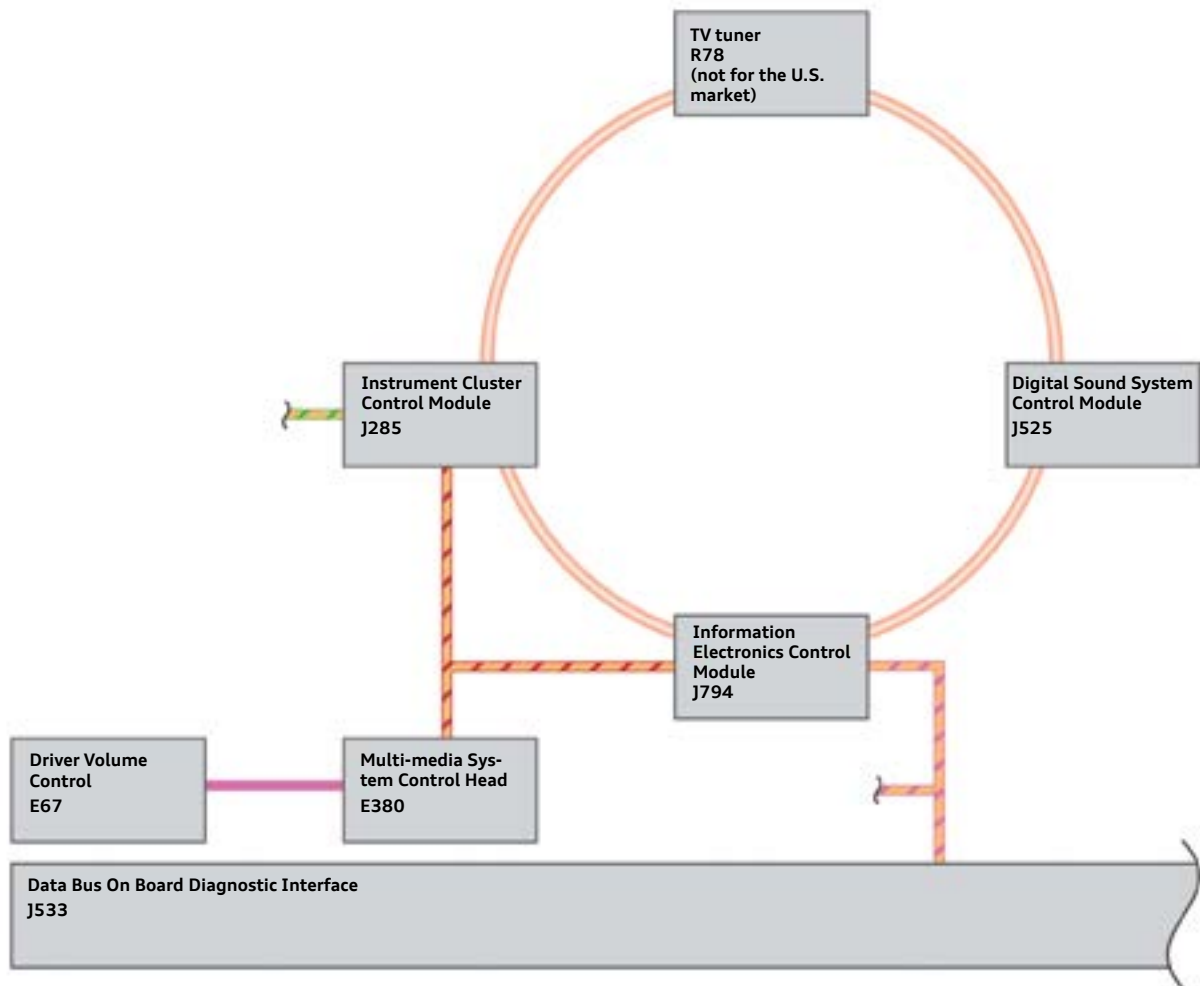 TV tuner
R78
(not for the U.S.
market)
Instrument Cluster
Control Module
J285
Digital Sound System
Control Module
J525
Information
Electronics Control
Module
J794
Driver Volume
Control
E67
Multi-media Sys-
tem Control Head
E380
Data Bus On Board Diagnostic Interface
J533